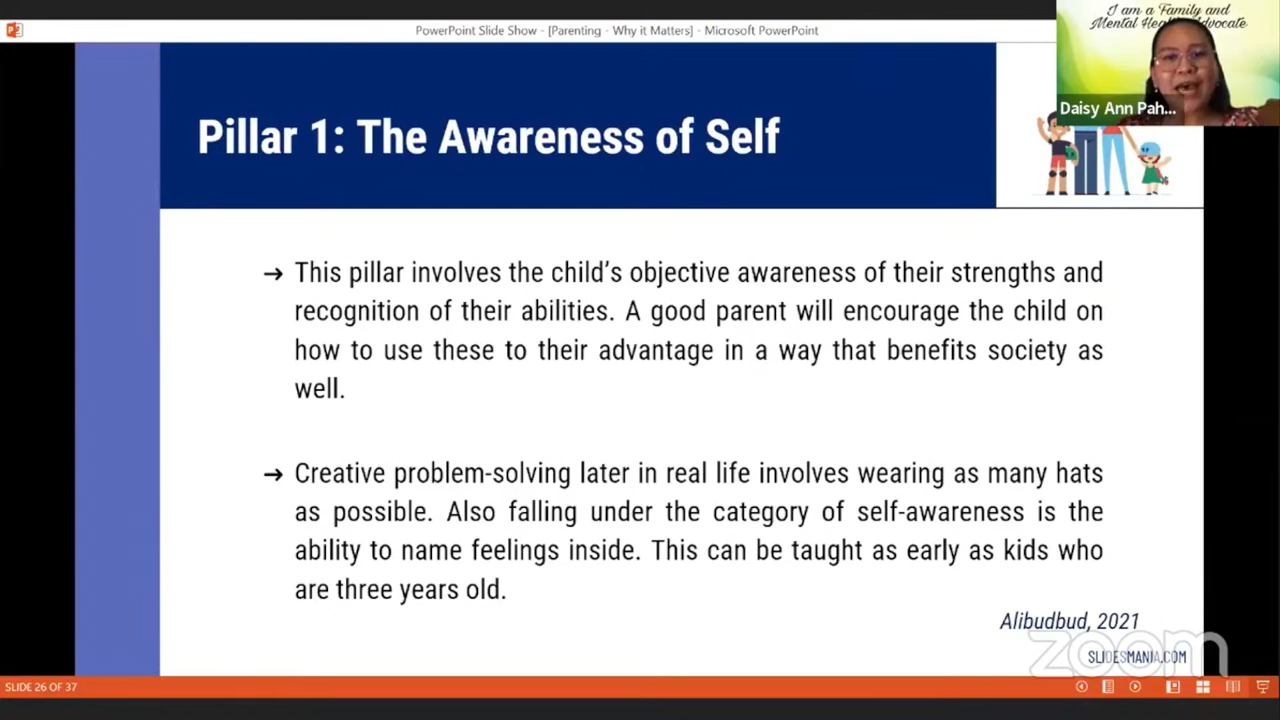 PowerPoint Slide Show - [Parenting - Why it Matters] - Microsoft PowerPoint
I am a Family and
Mental Health Advocate
Daisy Ann Pah...
Pillar 1: The Awareness of Self
→ This pillar involves the child's objective awareness of their strengths and
recognition of their abilities. A good parent will encourage the child on
how to use these to their advantage in a way that benefits society as
well.
→ Creative problem-solving later in real life involves wearing as many hats
as possible. Also falling under the category of self-awareness is the
ability to name feelings inside. This can be taught as early as kids who
are three years old.
Alibudbud, 2021
zoom
SLIDESMANIA.COM
SLIDE 26 OF 37